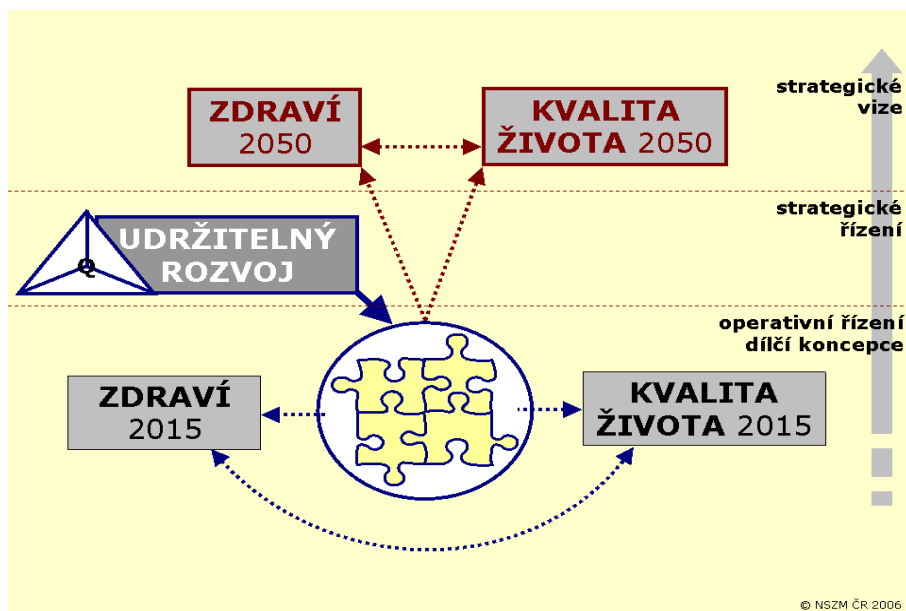 strategické
vize
ZDRAVÍ
2050
KVALITA
ŽIVOTA 2050
strategické
řízení
Q
UDRŽITELNÝ
ROZVOJ
operativní řízení
dílčí koncepce
ZDRAVÍ
2015
KVALITA
ŽIVOTA 2015
© NSZM ČR 2006